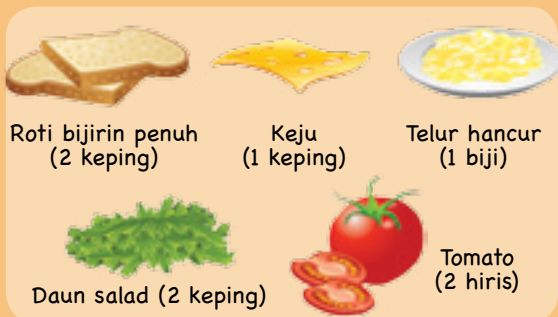 Roti bijirin penuh
(2 keping)
Keju
(1 keping)
Telur hancur
(1 biji)
Daun salad (2 keping)
Tomato
(2 hiris)